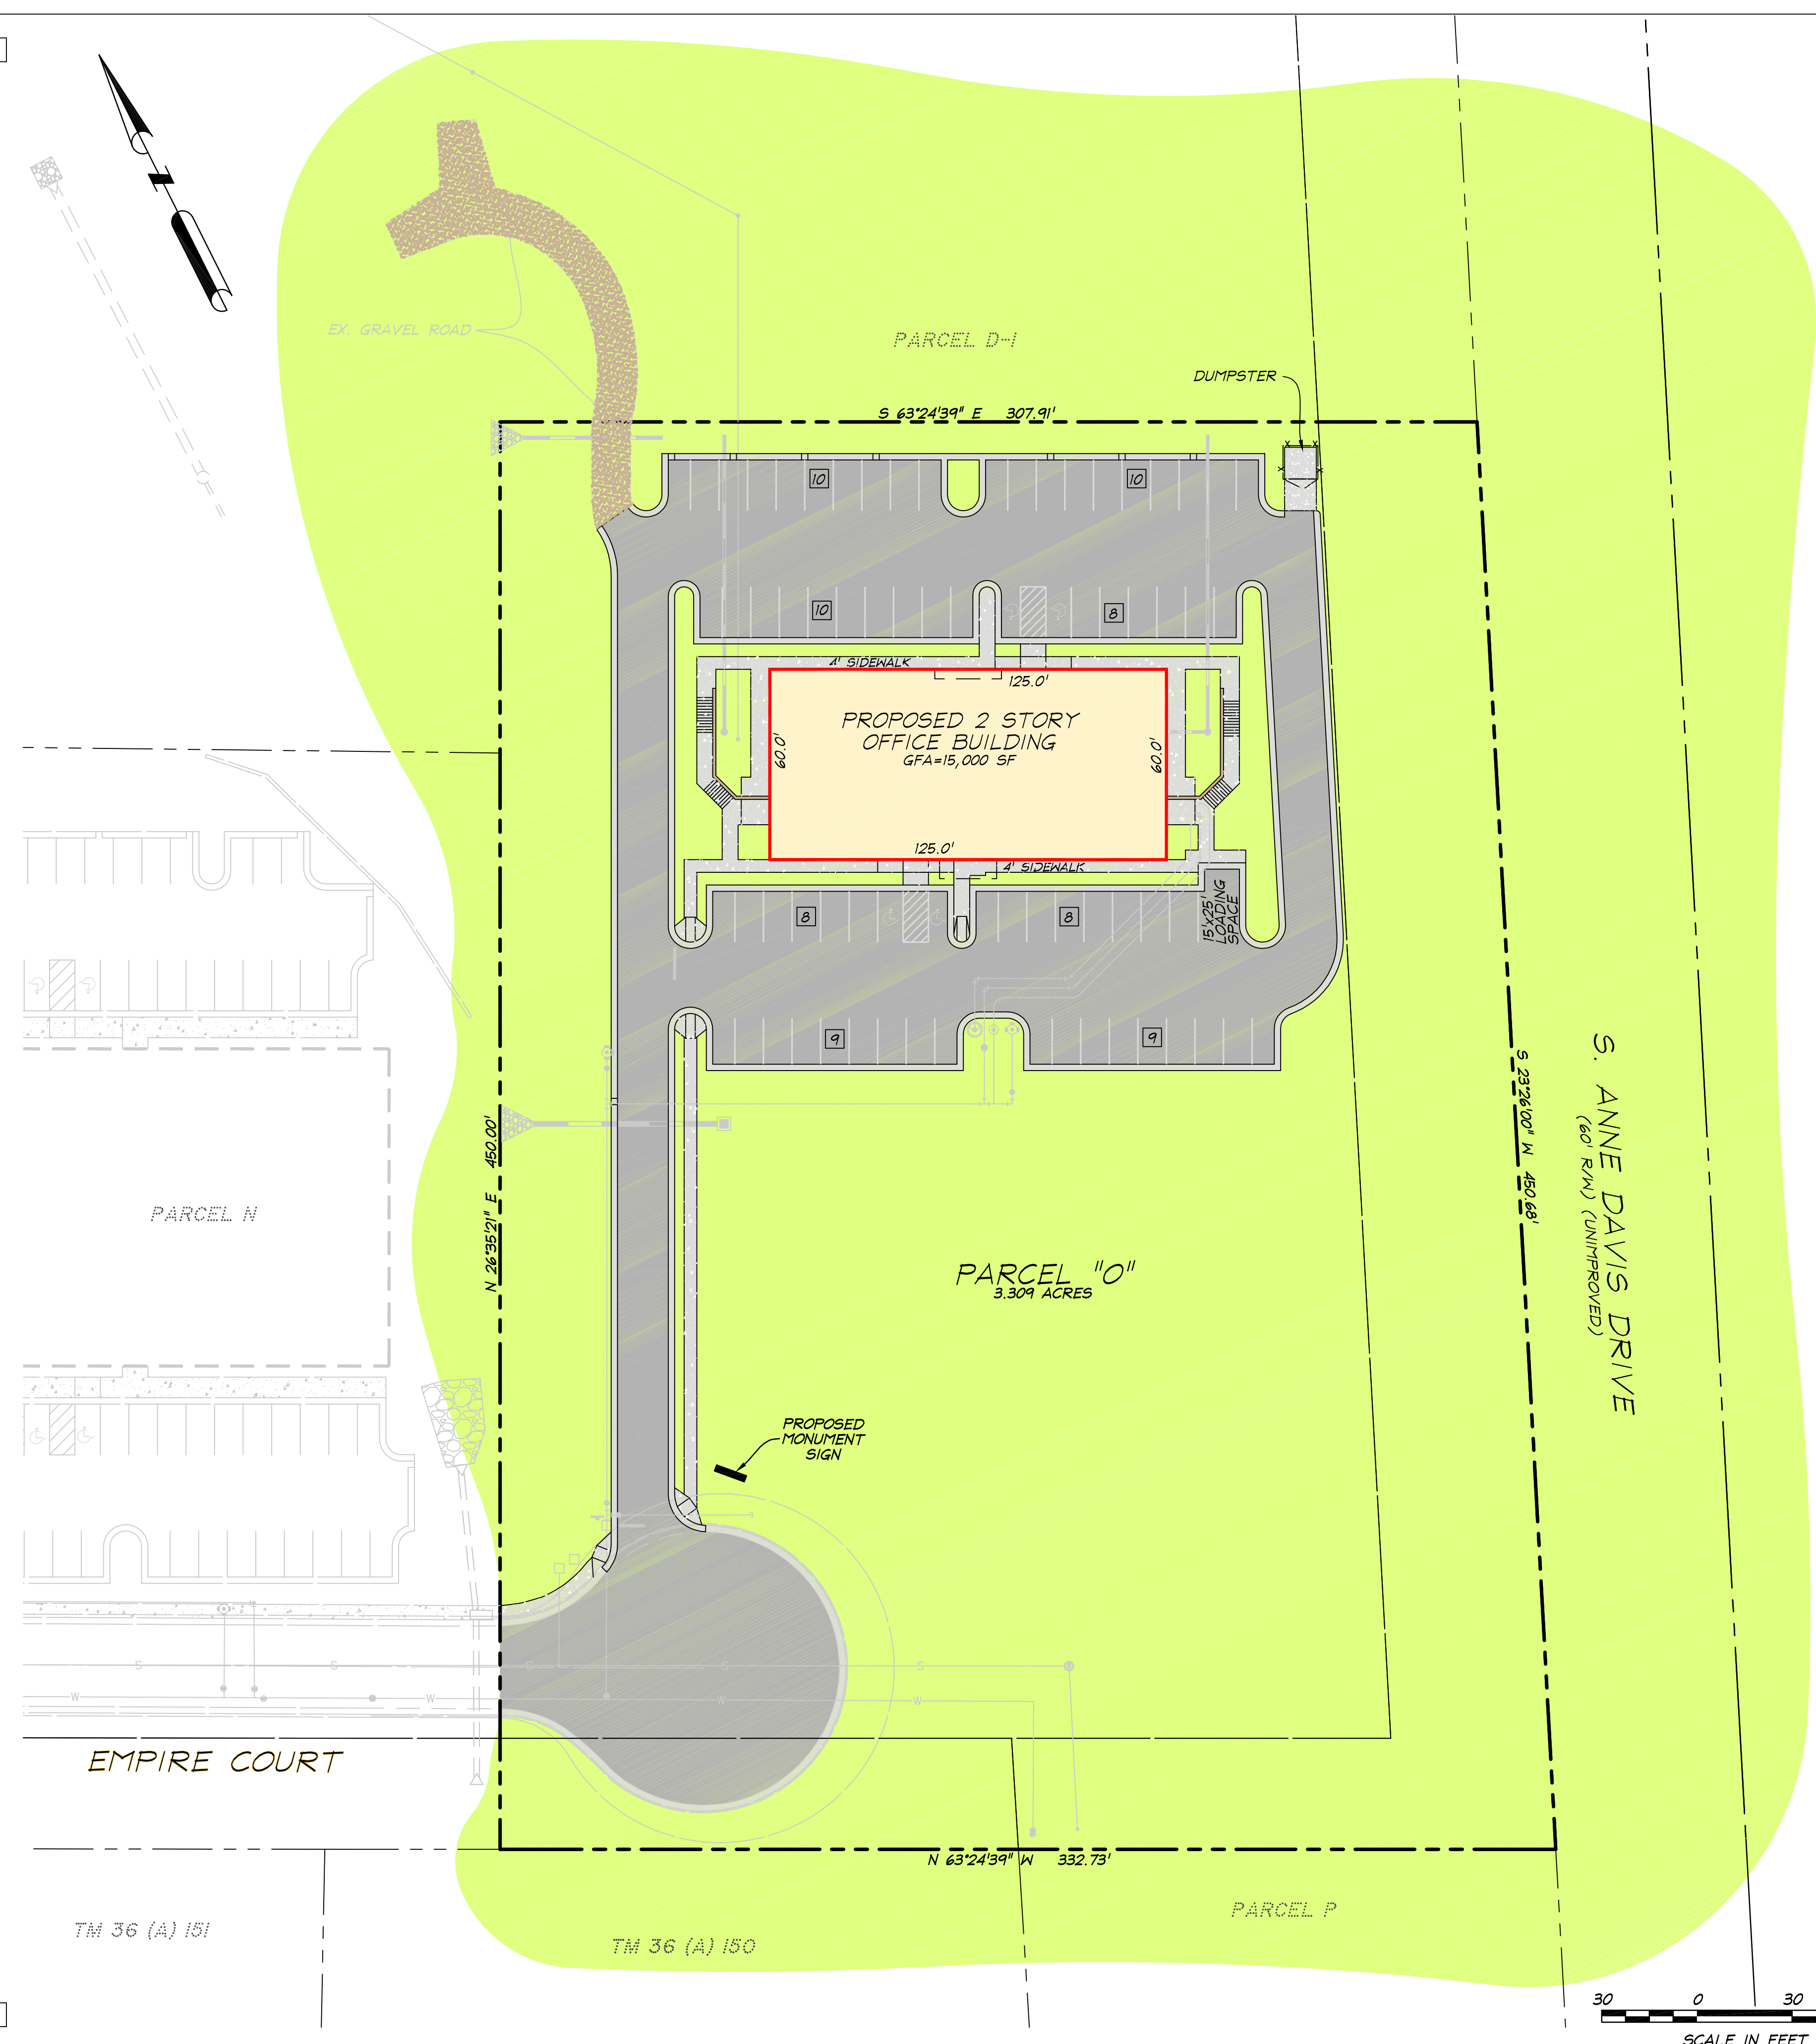 EX. GRAVEL ROAD
PARCEL D-1
DUMPSTER
S 63°24'39" E 307.91'
10
10
10
8
4' SIDEWALK
125.0'
PROPOSED 2 STORY
OFFICE BUILDING
GFA=15,000 SF
60.0'
60.0'
125.0'
4' SIDEWALK
15'x25'
LOADING
SPACE
8
8
9
9
N 26°35'21" E 450.00'
S 23°26'00" W 450.68'
S. ANNE DAVIS DRIVE
(60' R/W) (UNIMPROVED)
PARCEL N
PARCEL "O"
3.309 ACRES
PROPOSED
MONUMENT
SIGN
S
S
S
S
S
W
W
W
W
EMPIRE COURT
N 63°24'39" W 332.73'
PARCEL P
TM 36 (A) 151
TM 36 (A) 150
30
0
30
SCALE IN FEET